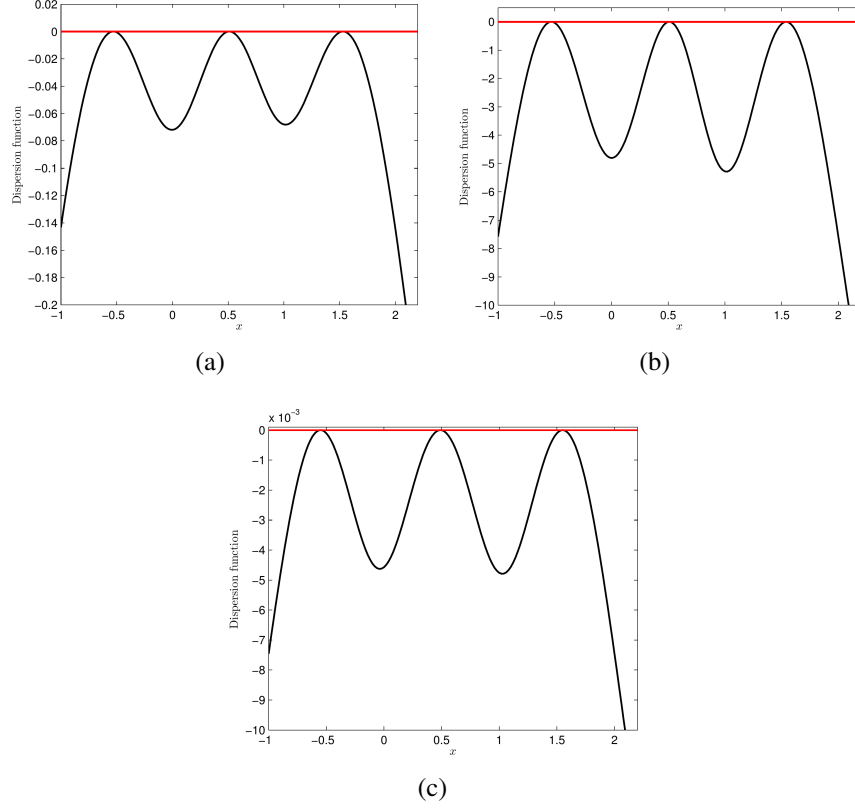 0.02
0
−0.02
−0.04
−0.06
−0.08
−0.1
−0.12
−0.14
−0.16
−0.18
−0.2
Dispersion function
−1 −0.5 0 0.5 1 1.5 2
x
(a)
0
−1
−2
−3
−4
−5
−6
−7
−8
−9
−10
Dispersion function
−1 −0.5 0 0.5 1 1.5 2
x
(b)
x 10⁻³
0
−1
−2
−3
−4
−5
−6
−7
−8
−9
−10
Dispersion function
−1 −0.5 0 0.5 1 1.5 2
x
(c)